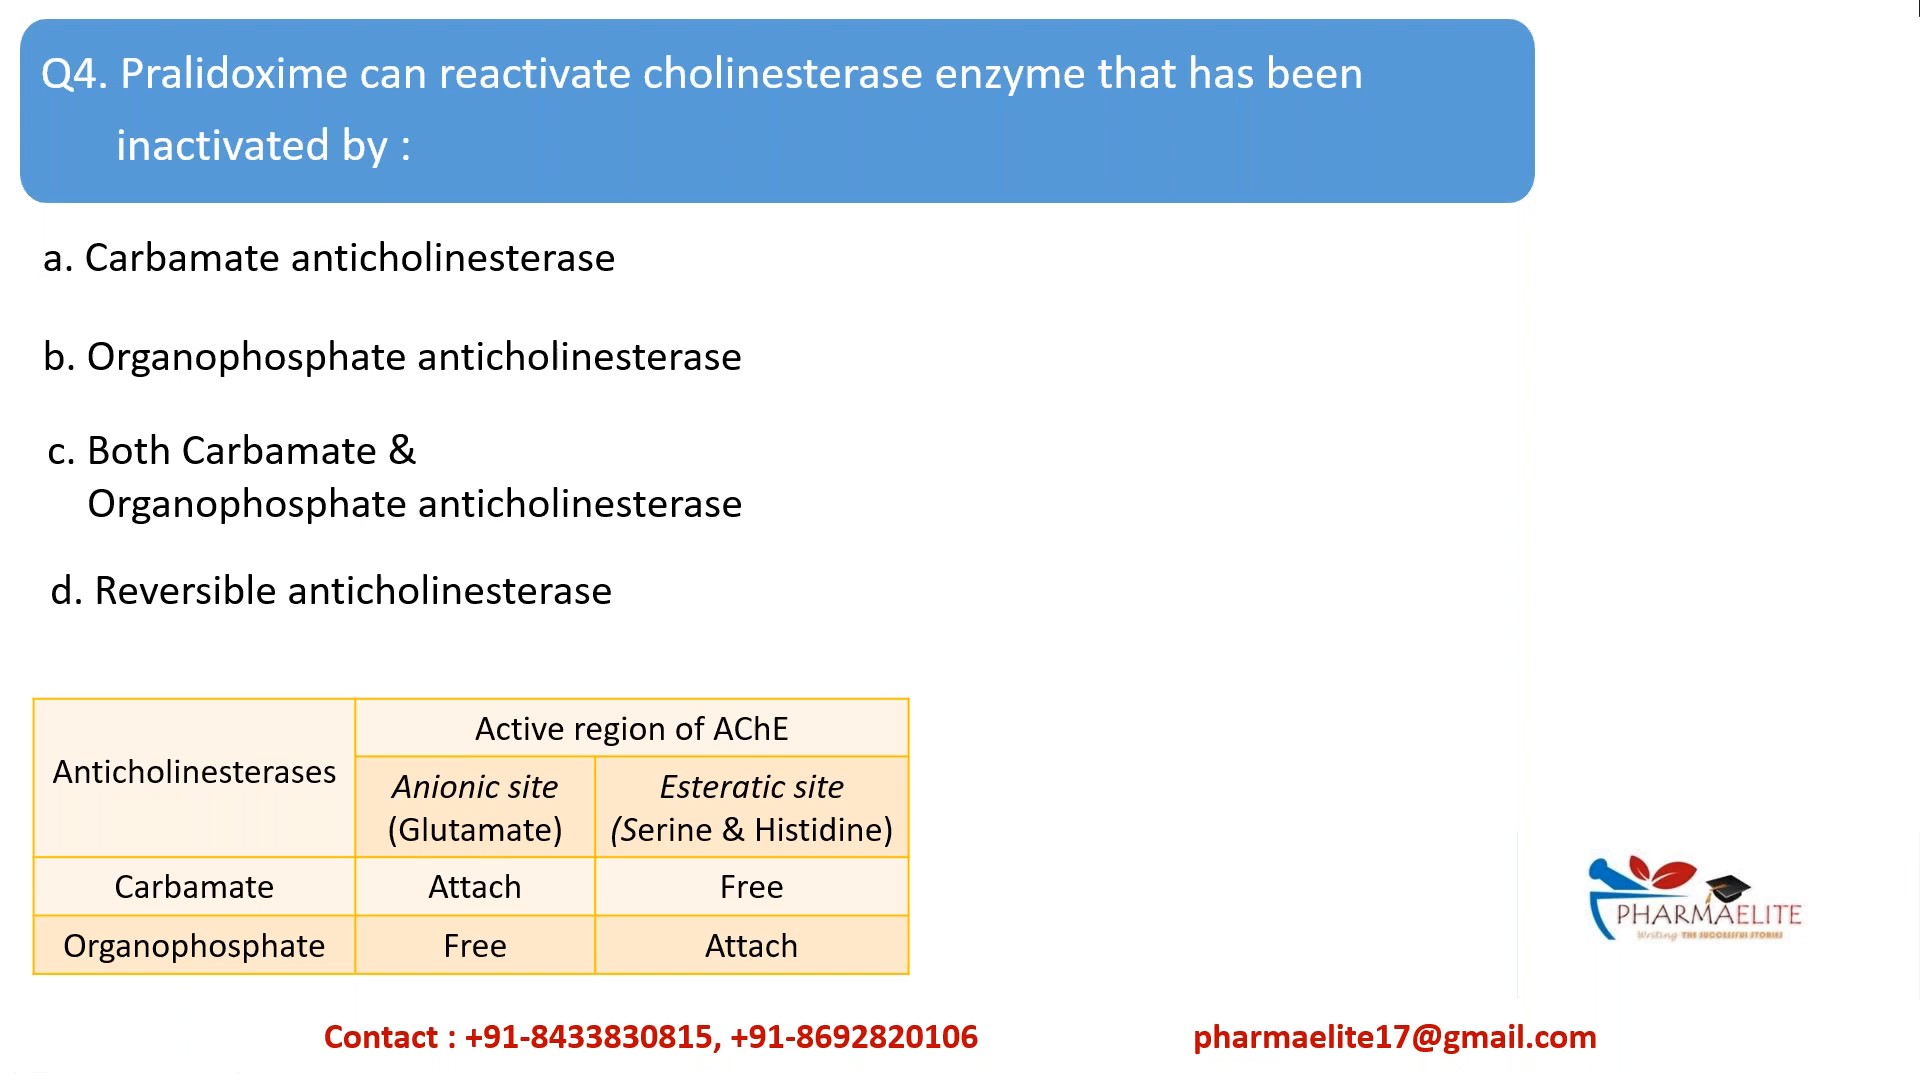 Q4. Pralidoxime can reactivate cholinesterase enzyme that has been
inactivated by :
a. Carbamate anticholinesterase
b. Organophosphate anticholinesterase
c. Both Carbamate &
Organophosphate anticholinesterase
d. Reversible anticholinesterase
Anticholinesterases
Active region of AChE
Anionic site
(Glutamate)
Esteratic site
(Serine & Histidine)
Carbamate Attach Free
Organophosphate Free Attach
PHARMAELITE
Writing THE SUCCESSFUL STORIES
Contact : +91-8433830815, +91-8692820106 pharmaelite17@gmail.com